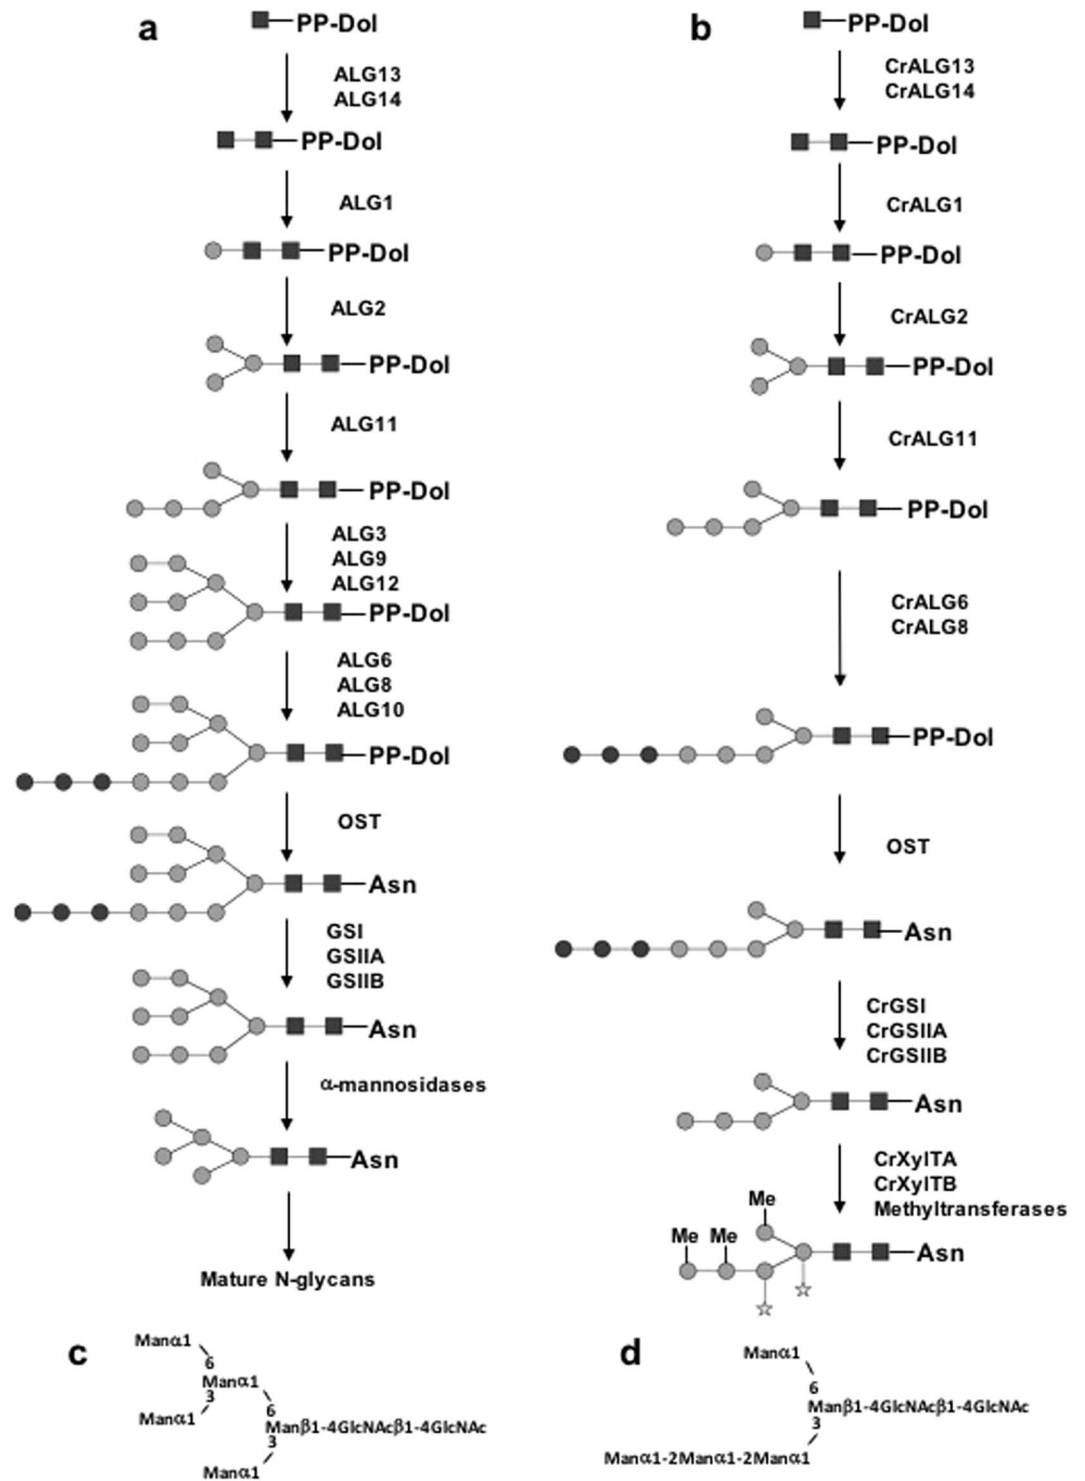 a
PP-Dol
ALG13
ALG14
PP-Dol
ALG1
PP-Dol
ALG2
PP-Dol
ALG11
PP-Dol
ALG3
ALG9
ALG12
PP-Dol
ALG6
ALG8
ALG10
PP-Dol
OST
Asn
GSI
GSIIA
GSIIB
Asn
α-mannosidases
Asn
Mature N-glycans
b
PP-Dol
CrALG13
CrALG14
PP-Dol
CrALG1
PP-Dol
CrALG2
PP-Dol
CrALG11
PP-Dol
CrALG6
CrALG8
PP-Dol
OST
Asn
CrGSI
CrGSIIA
CrGSIIB
Asn
CrXylTA
CrXylTB
Methyltransferases
Me
Me Me
Asn
c
Manα1
6
Manα1
3
Manα1
6
Manβ1-4GlcNAcβ1-4GlcNAc
3
Manα1
d
Manα1
6
Manβ1-4GlcNAcβ1-4GlcNAc
3
Manα1-2Manα1-2Manα1